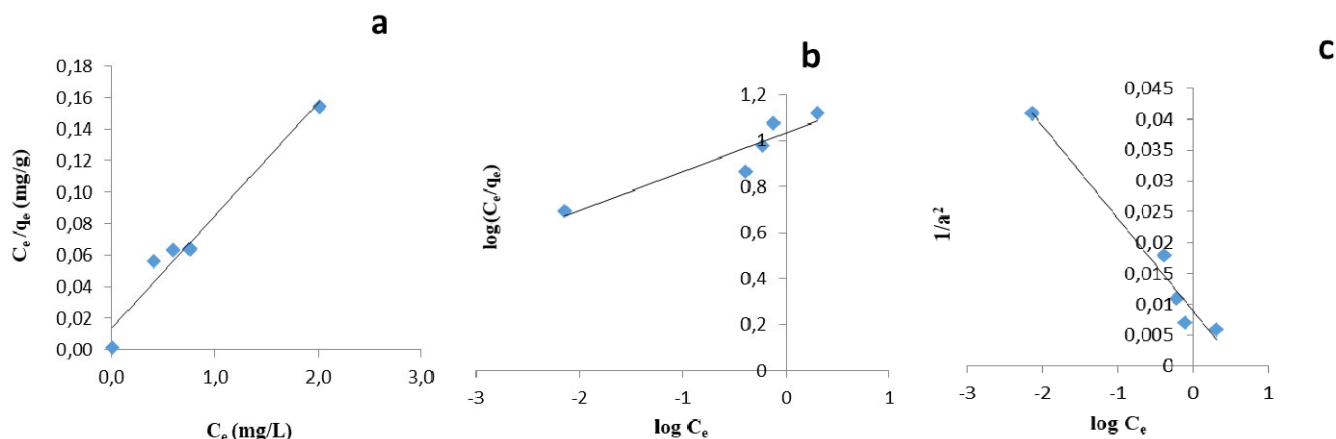 a
0,18
0,16
0,14
0,12
0,10
0,08
0,06
0,04
0,02
0,00
0,0 1,0 2,0 3,0
Cₑ/qₑ (mg/g)
Cₑ (mg/L)
b
1,2
1
0,8
0,6
0,4
0,2
0
-3 -2 -1 0 1
log(Cₑ/qₑ)
log Cₑ
c
0,045
0,04
0,035
0,03
0,025
0,02
0,015
0,01
0,005
0
-3 -2 -1 0 1
1/a²
log Cₑ